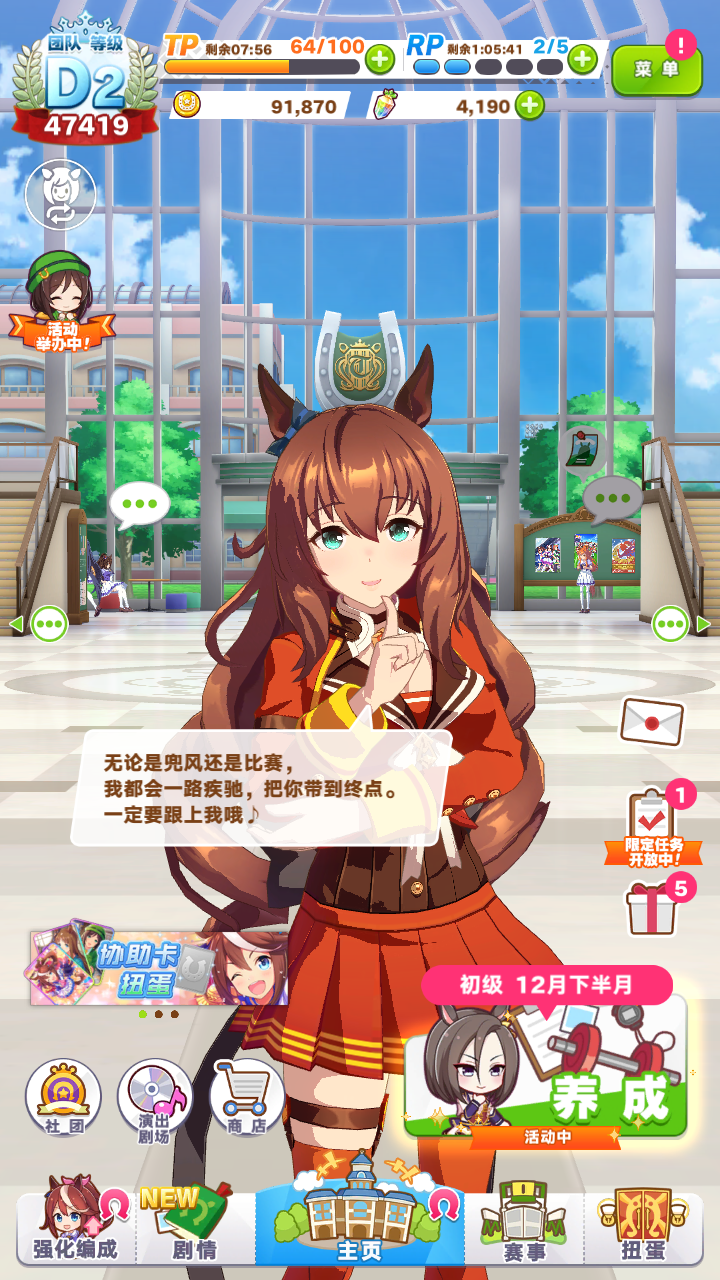 团队 等级
D2
47419
TP 剩余07:56 64/100
RP 剩余1:05:41 2/5
菜单
!
91,870
4,190
活动
举办中!
无论是兜风还是比赛，
我都会一路疾驰，把你带到终点。
一定要跟上我哦♪
1
限定任务
开放中!
5
协助卡
扭蛋
初级 12月下半月
养成
活动中
社团
演出
剧场
商店
强化编成
NEW
剧情
主页
赛事
扭蛋